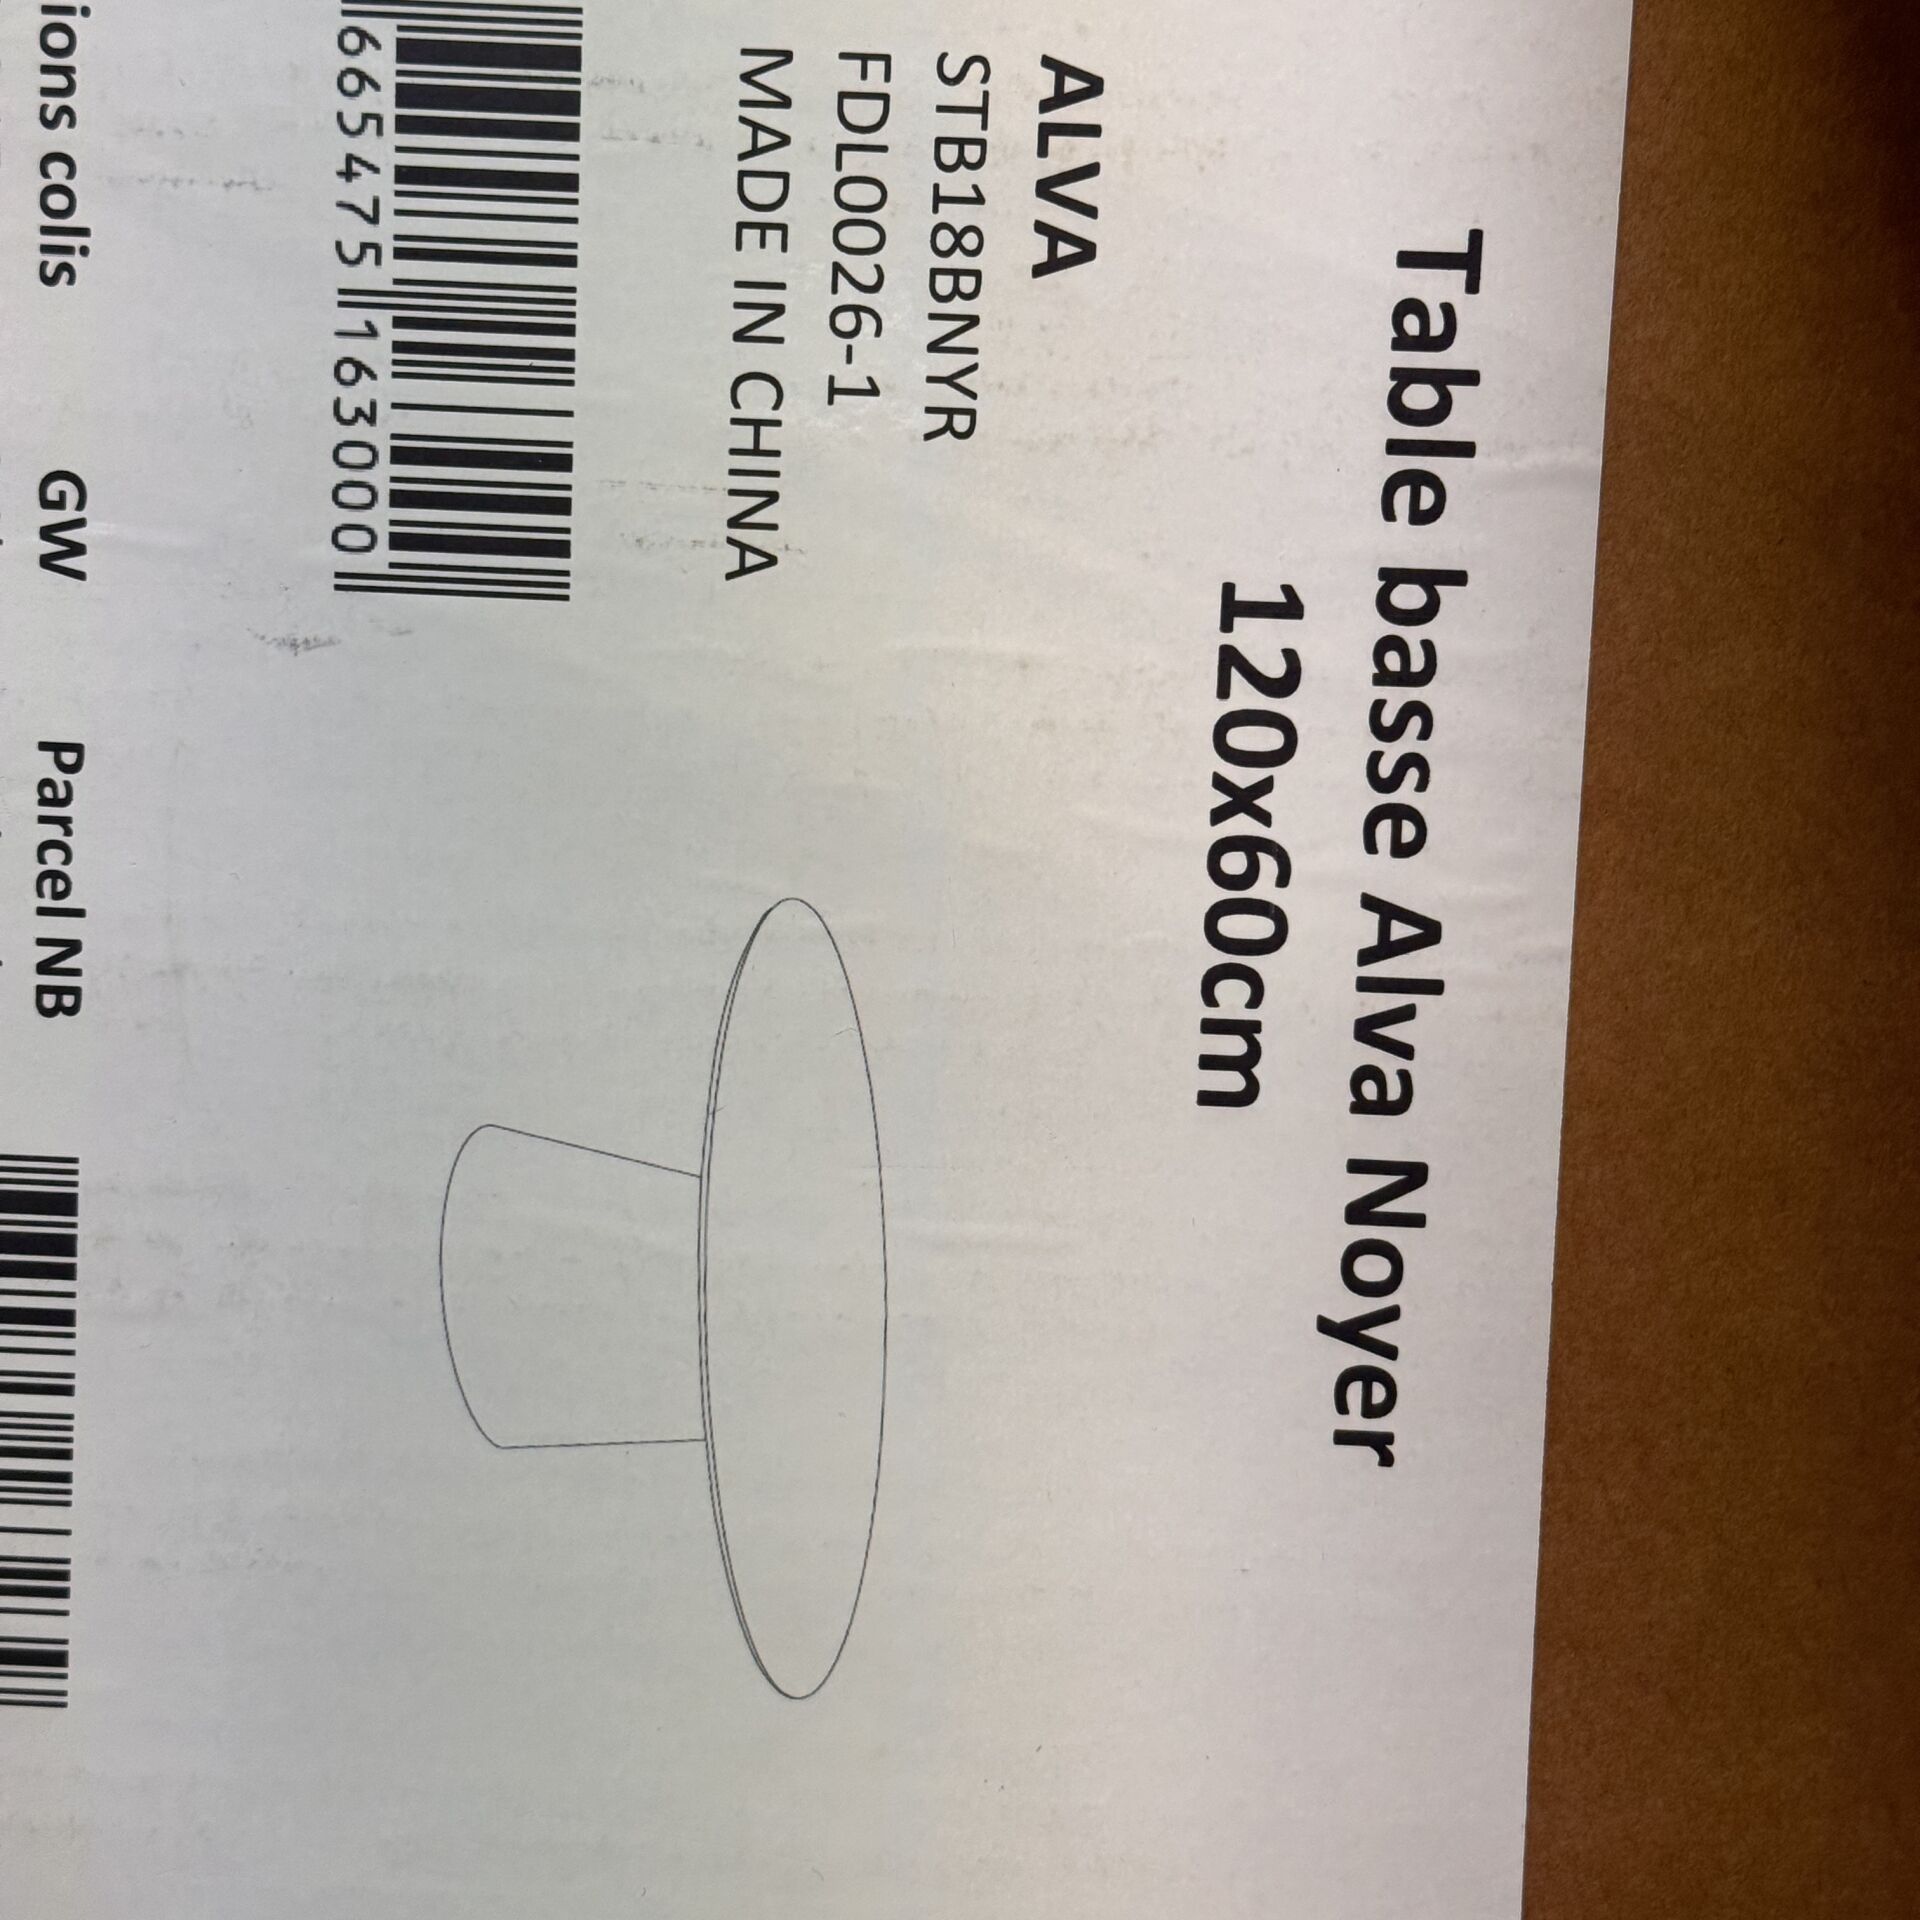 Table basse Alva Noyer
120x60cm
ALVA
STB18BNYR
FDL0026-1
MADE IN CHINA
665475 163000
ions colis GW Parcel NB